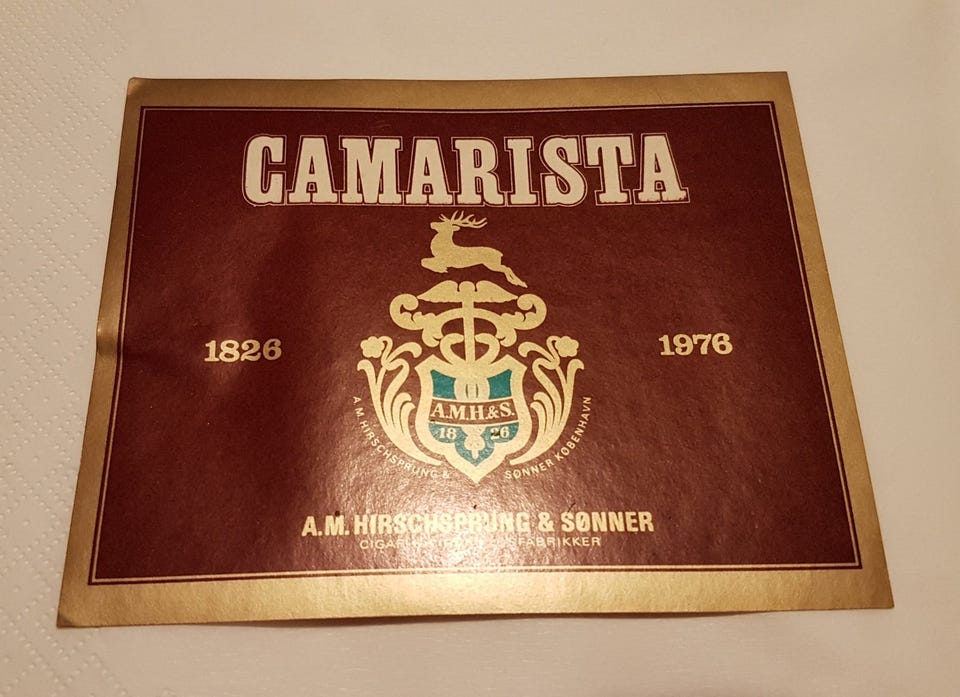 CAMARISTA
1826
1976
A.M.H.&S.
18 26
A.M. HIRSCHSPRUNG & SØNNER KØBENHAVN
A.M. HIRSCHSPRUNG & SØNNER